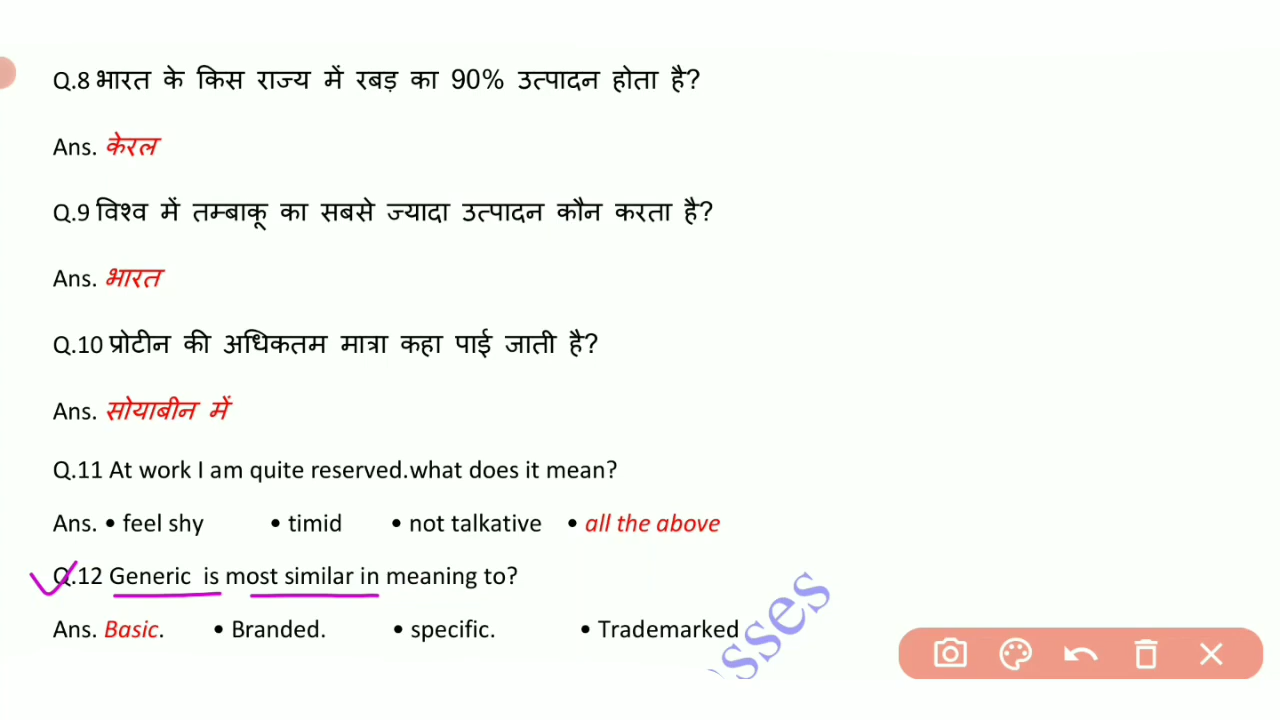 Q.8 भारत के किस राज्य में रबड़ का 90% उत्पादन होता है?
Ans. केरल
Q.9 विश्व में तम्बाकू का सबसे ज्यादा उत्पादन कौन करता है?
Ans. भारत
Q.10 प्रोटीन की अधिकतम मात्रा कहा पाई जाती है?
Ans. सोयाबीन में
Q.11 At work I am quite reserved.what does it mean?
Ans. • feel shy • timid • not talkative • all the above
Q.12 Generic is most similar in meaning to?
Ans. Basic. • Branded. • specific. • Trademarked